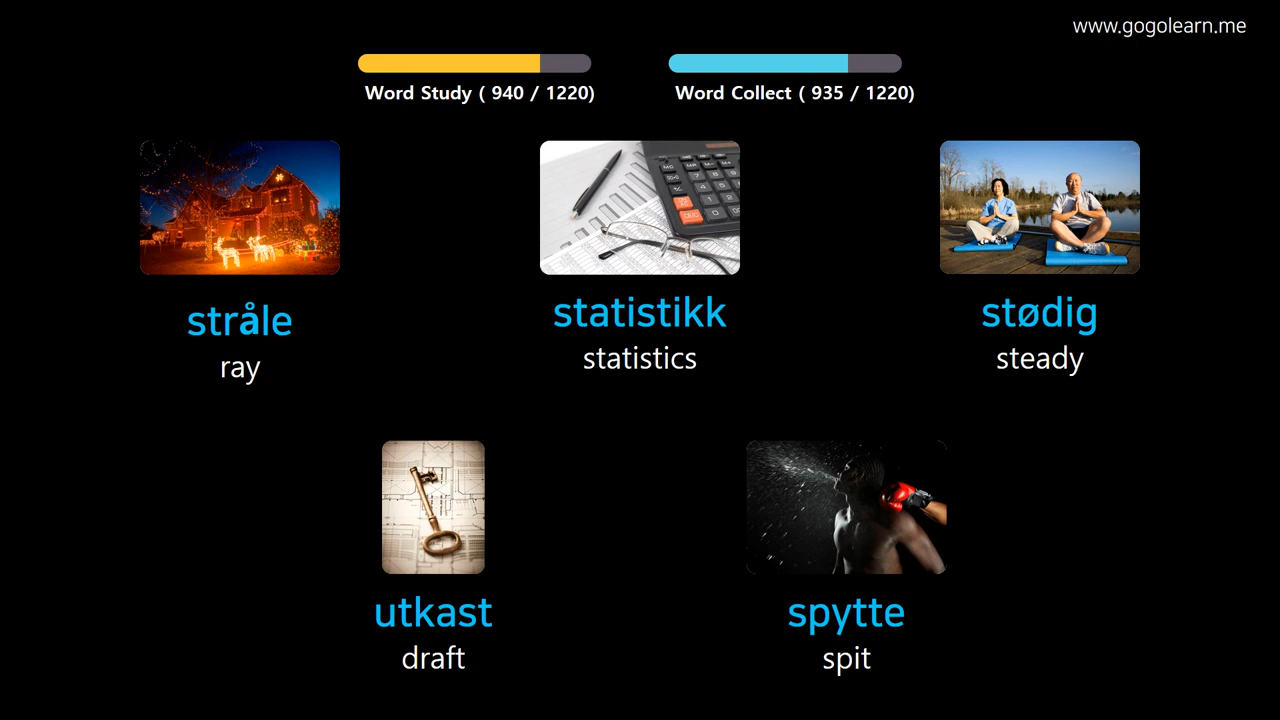 www.gogolearn.me
Word Study ( 940 / 1220)
Word Collect ( 935 / 1220)
stråle
ray
statistikk
statistics
stødig
steady
utkast
draft
spytte
spit